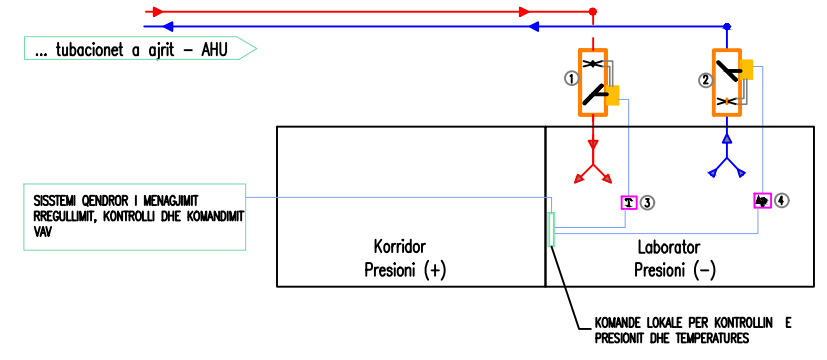 ... tubacionet a ajrit - AHU
1
2
SISSTEMI QENDROR I MENAGJIMIT
RREGULLIMIT, KONTROLLI DHE KOMANDIMIT
VAV
T
3
4
Korridor
Presioni (+)
Laborator
Presioni (-)
KOMANDE LOKALE PER KONTROLLIN E
PRESIONIT DHE TEMPERATURES